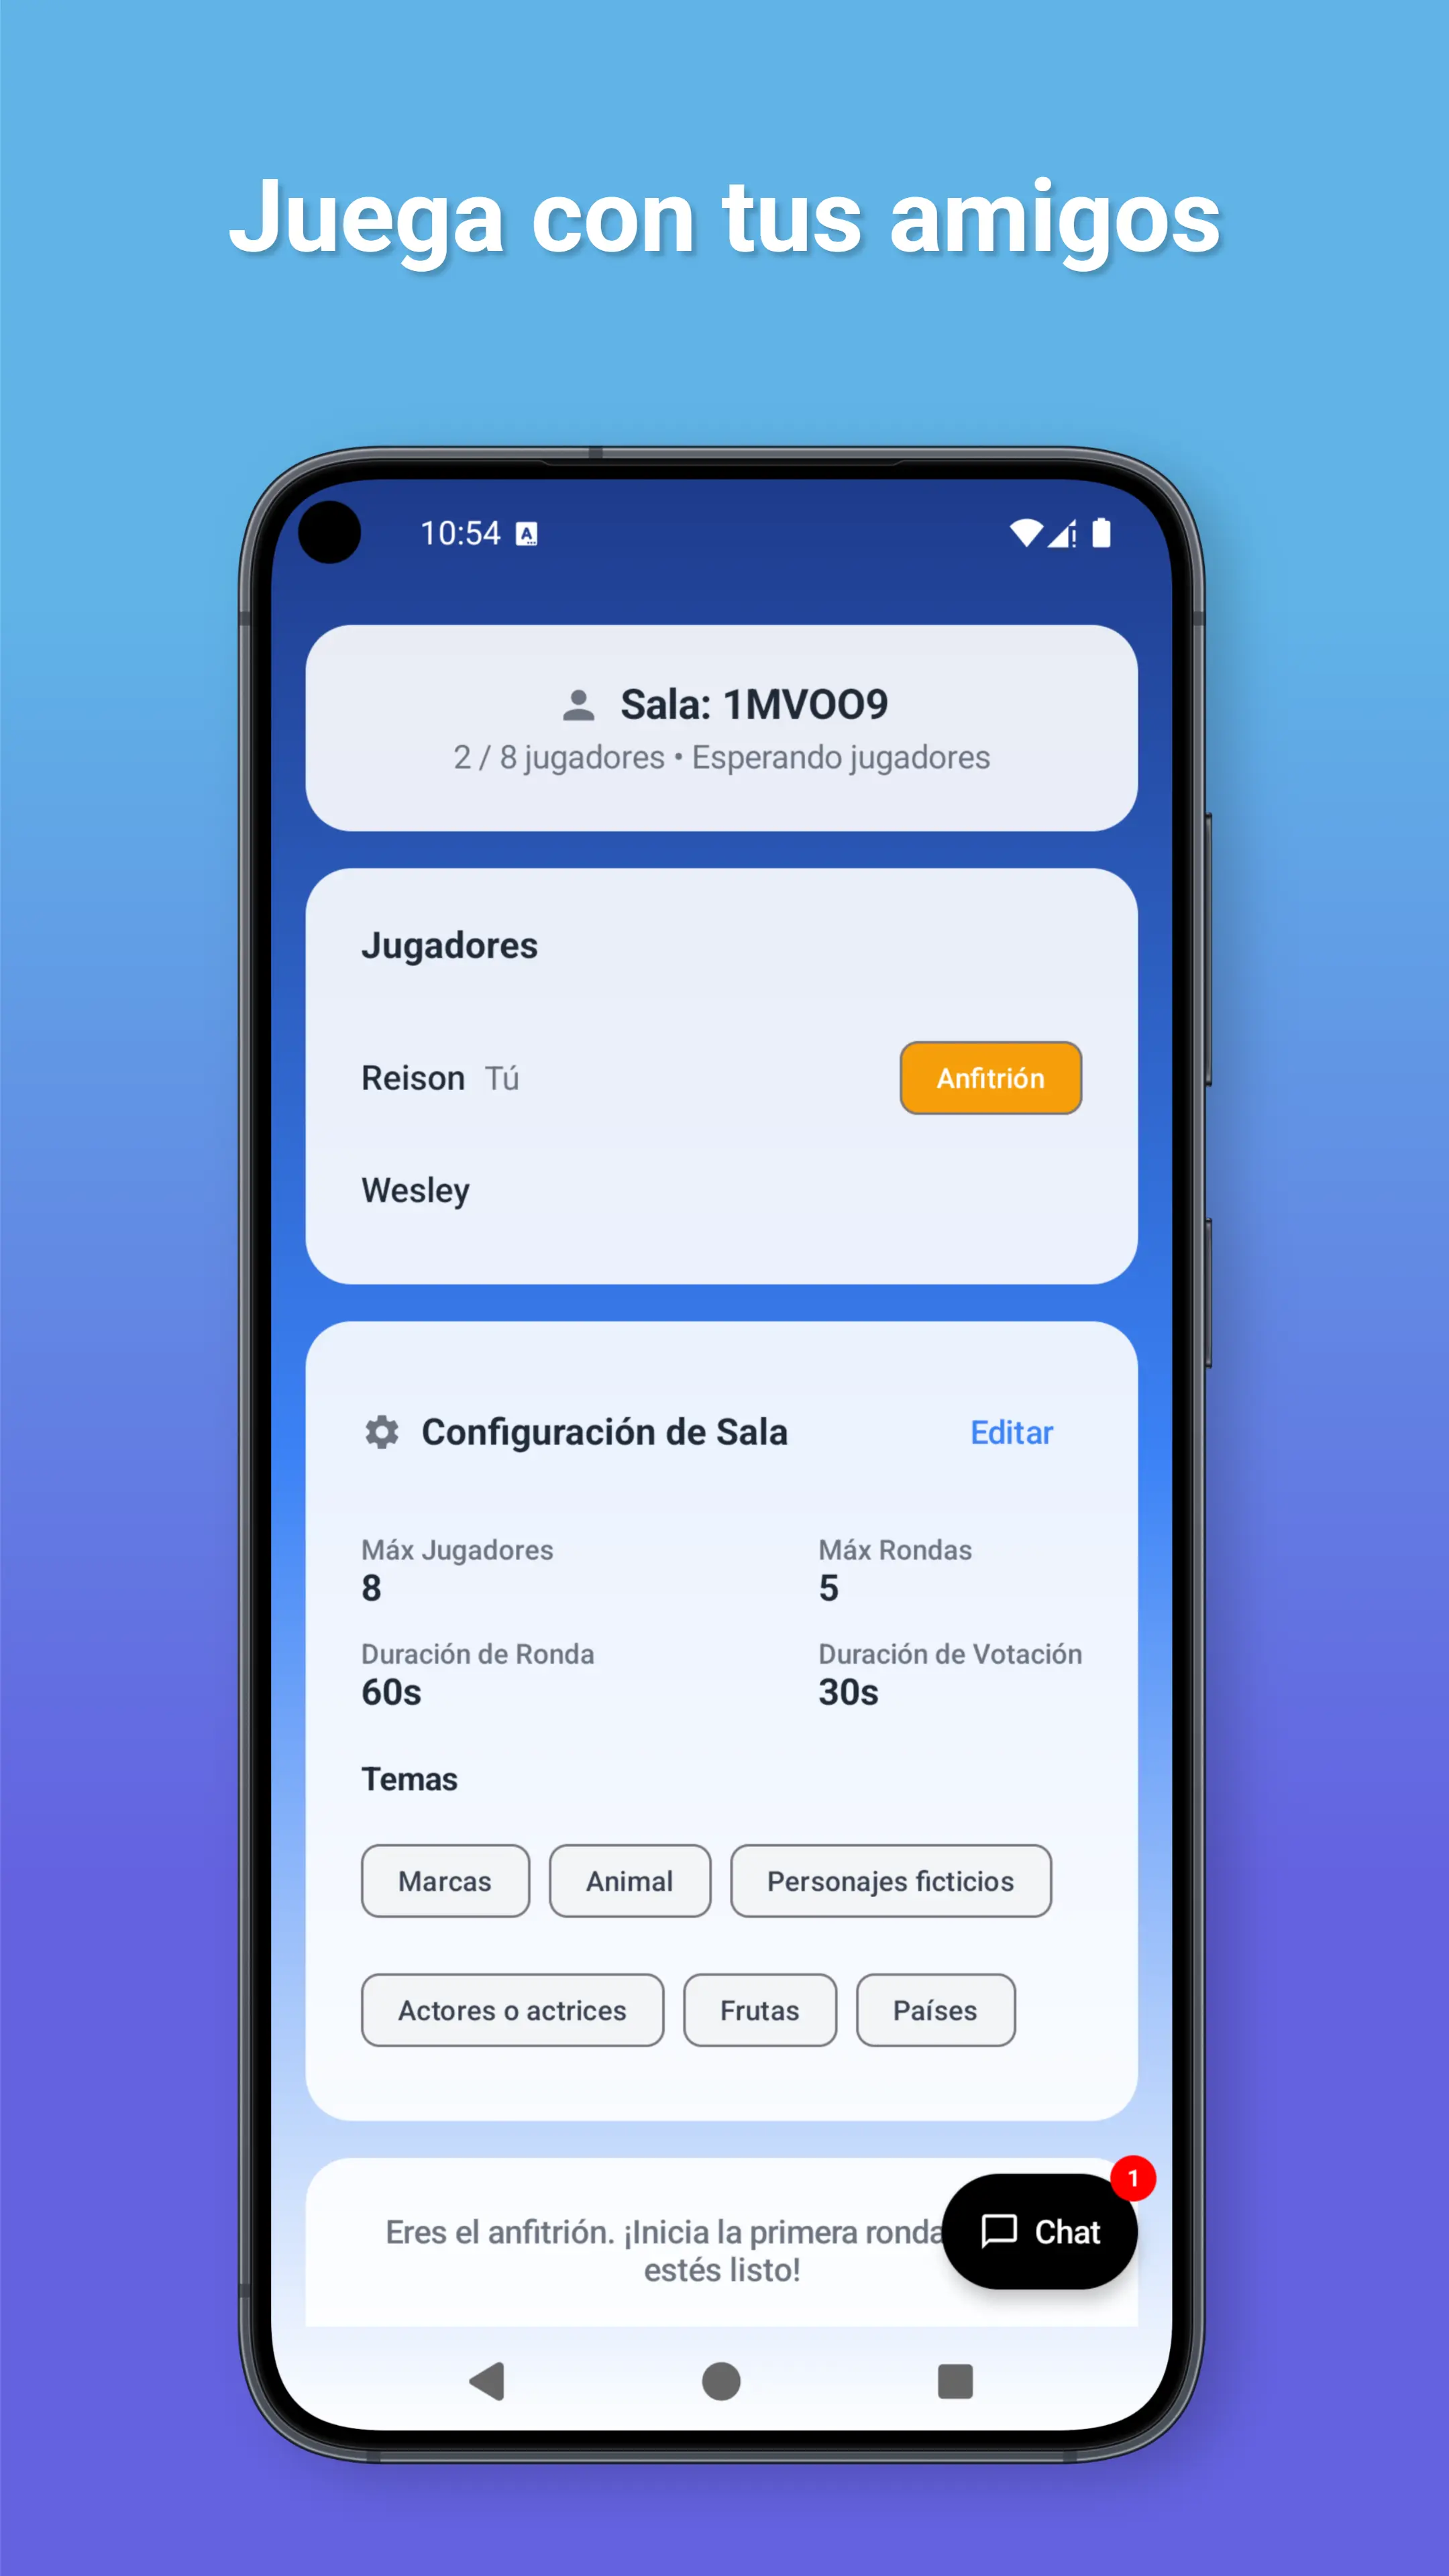 Juega con tus amigos
10:54
Sala: 1MVOO9
2 / 8 jugadores • Esperando jugadores
Jugadores
Reison Tú
Anfitrión
Wesley
Configuración de Sala
Editar
Máx Jugadores
8
Máx Rondas
5
Duración de Ronda
60s
Duración de Votación
30s
Temas
Marcas
Animal
Personajes ficticios
Actores o actrices
Frutas
Países
Eres el anfitrión. ¡Inicia la primera ronda
estés listo!
Chat
1